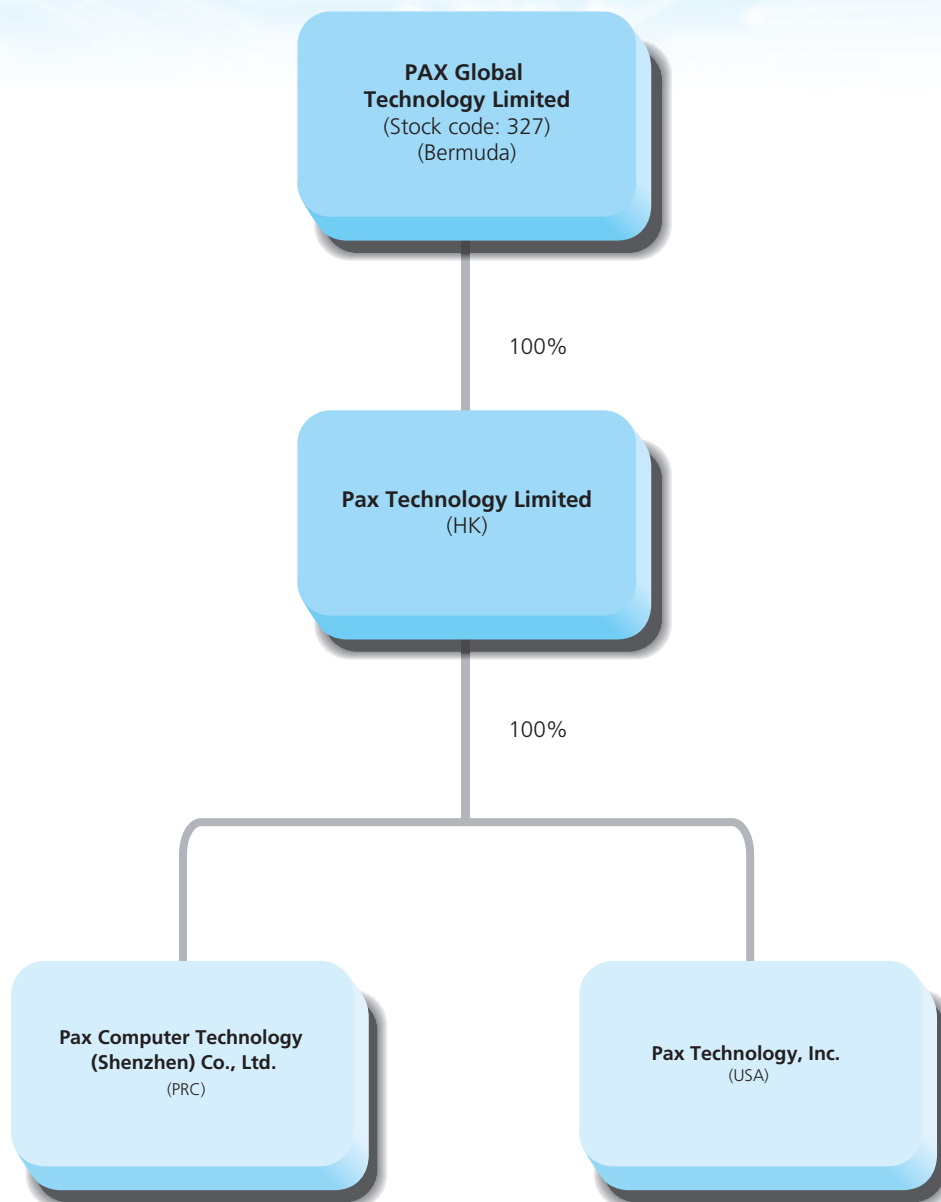 PAX Global
Technology Limited
(Stock code: 327)
(Bermuda)
100%
Pax Technology Limited
(HK)
100%
Pax Computer Technology
(Shenzhen) Co., Ltd.
(PRC)
Pax Technology, Inc.
(USA)